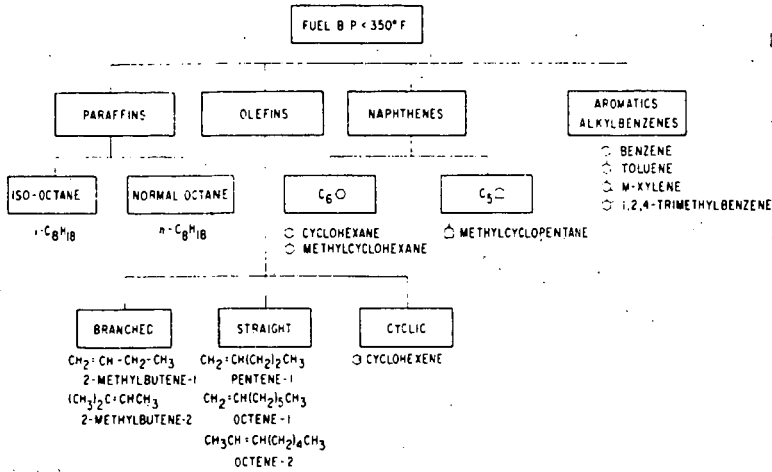 FUEL B P < 350° F
PARAFFINS
OLEFINS
NAPHTHENES
AROMATICS
ALKYLBENZENES
BENZENE
TOLUENE
M-XYLENE
1,2,4-TRIMETHYLBENZENE
ISO-OCTANE
i-C8H18
NORMAL OCTANE
n-C8H18
C6
CYCLOHEXANE
METHYLCYCLOHEXANE
C5
METHYLCYCLOPENTANE
BRANCHED
CH2=CH-CH2-CH3
2-METHYLBUTENE-1
(CH3)2C=CHCH3
2-METHYLBUTENE-2
STRAIGHT
CH2=CH(CH2)2CH3
PENTENE-1
CH2=CH(CH2)5CH3
OCTENE-1
CH3CH=CH(CH2)4CH3
OCTENE-2
CYCLIC
CYCLOHEXENE